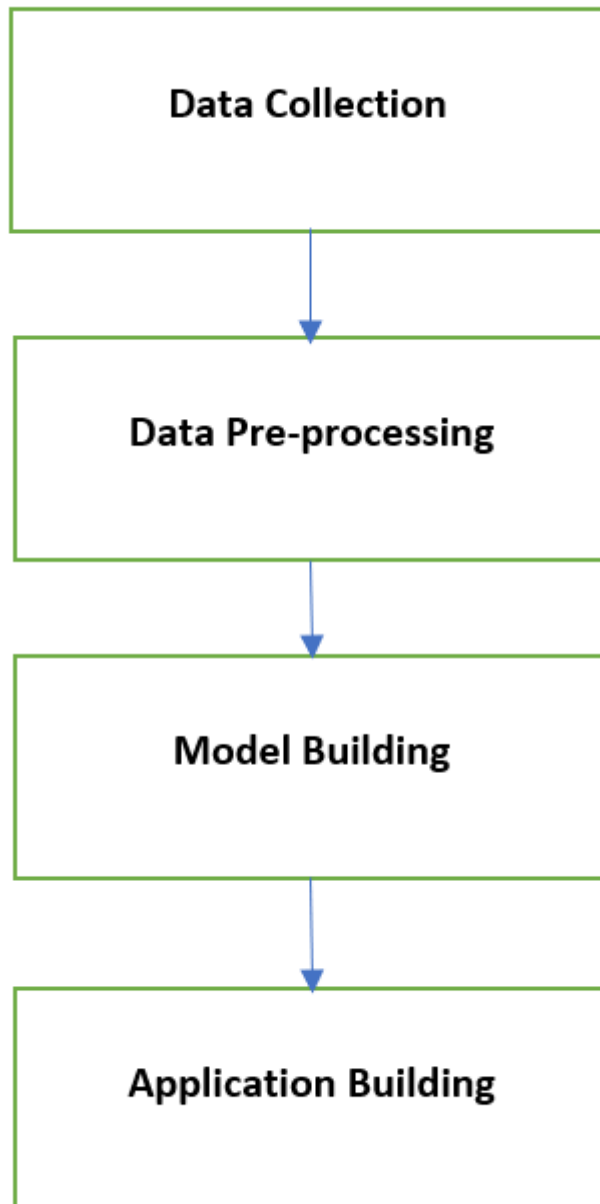 Data Collection
Data Pre-processing
Model Building
Application Building